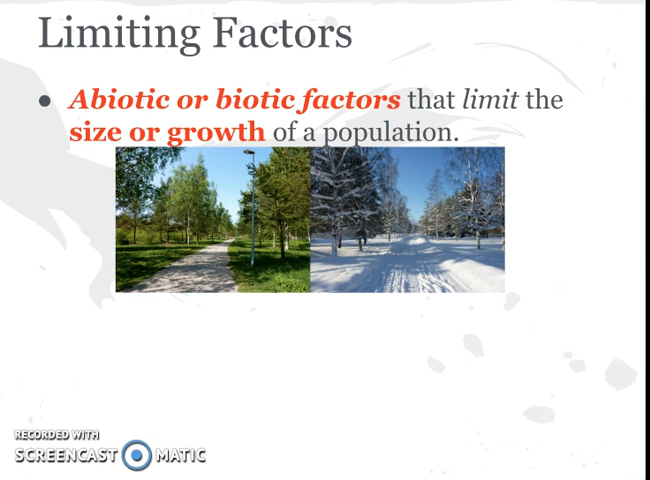 Limiting Factors
● Abiotic or biotic factors that limit the
size or growth of a population.
RECORDED WITH
SCREENCAST MATIC